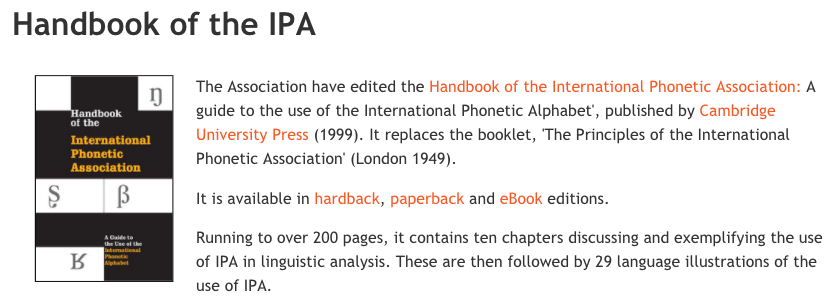 Handbook of the IPA
ŋ
Handbook
of the
International
Phonetic
Association
ʂ β
A Guide to
the Use of the
International
Phonetic
Alphabet
ʁ
The Association have edited the Handbook of the International Phonetic Association: A
guide to the use of the International Phonetic Alphabet', published by Cambridge
University Press (1999). It replaces the booklet, 'The Principles of the International
Phonetic Association' (London 1949).
It is available in hardback, paperback and eBook editions.
Running to over 200 pages, it contains ten chapters discussing and exemplifying the use
of IPA in linguistic analysis. These are then followed by 29 language illustrations of the
use of IPA.